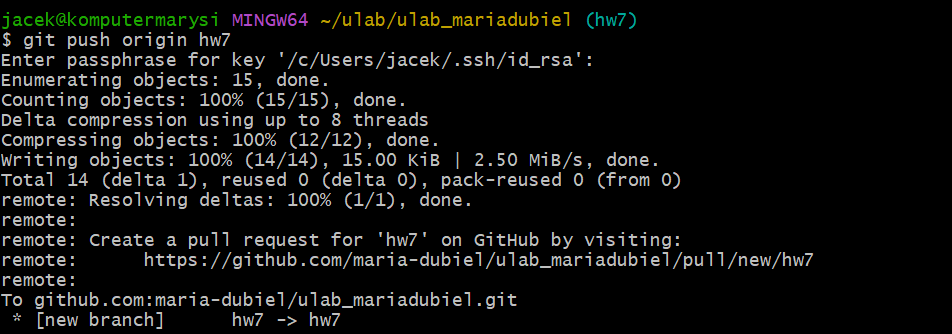 jacek@komputermarysi MINGW64 ~/ulab/ulab_mariadubiel (hw7)
$ git push origin hw7
Enter passphrase for key '/c/Users/jacek/.ssh/id_rsa':
Enumerating objects: 15, done.
Counting objects: 100% (15/15), done.
Delta compression using up to 8 threads
Compressing objects: 100% (12/12), done.
Writing objects: 100% (14/14), 15.00 KiB | 2.50 MiB/s, done.
Total 14 (delta 1), reused 0 (delta 0), pack-reused 0 (from 0)
remote: Resolving deltas: 100% (1/1), done.
remote:
remote: Create a pull request for 'hw7' on GitHub by visiting:
remote:      https://github.com/maria-dubiel/ulab_mariadubiel/pull/new/hw7
remote:
To github.com:maria-dubiel/ulab_mariadubiel.git
 * [new branch]      hw7 -> hw7